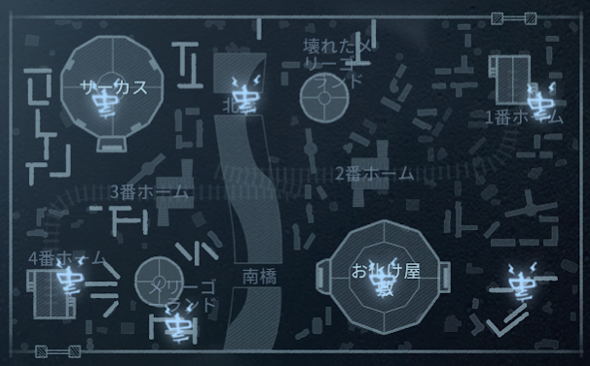 サーカス
壊れたメ
リーゴ
ランド
北
1番ホーム
2番ホーム
3番ホーム
4番ホーム
お化け屋
敷
南橋
メリーゴ
ランド